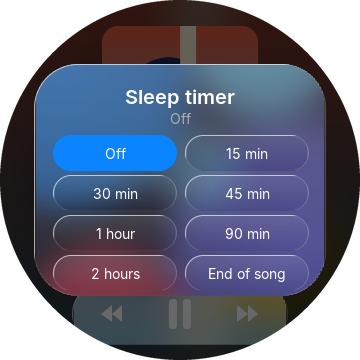 Sleep timer
Off
Off
15 min
30 min
45 min
1 hour
90 min
2 hours
End of song